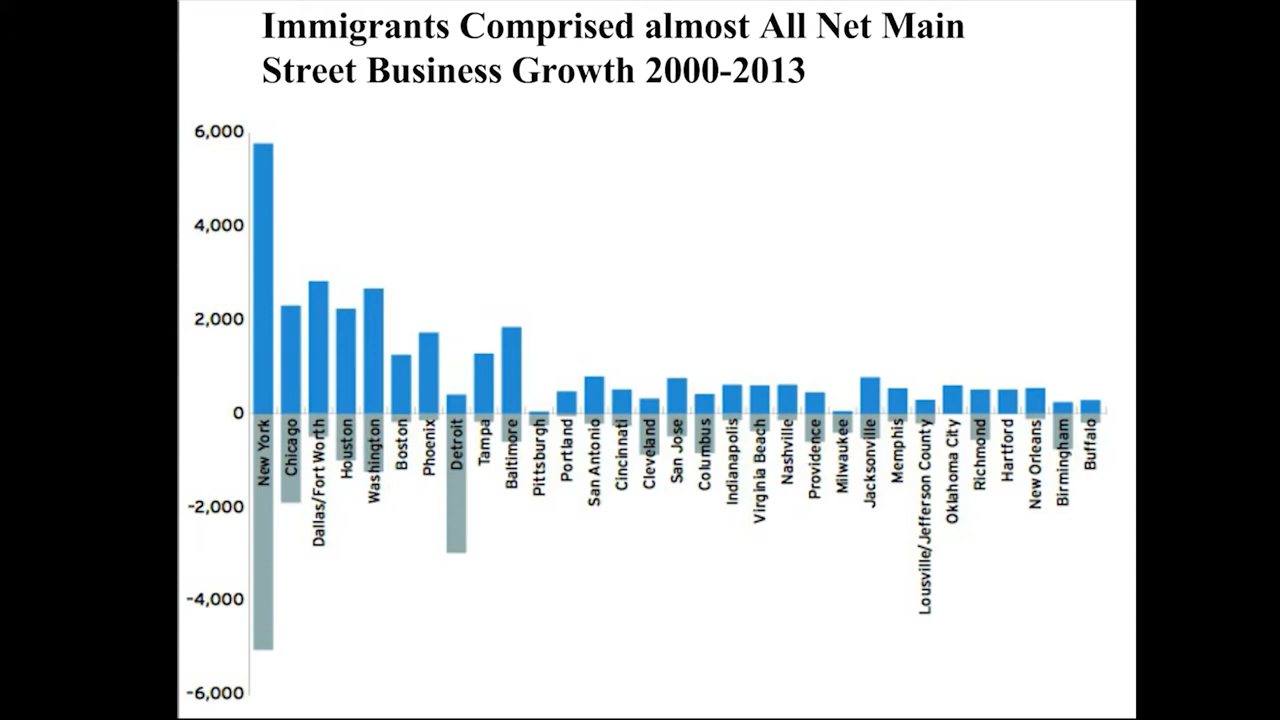 Immigrants Comprised almost All Net Main
Street Business Growth 2000-2013
6,000
4,000
2,000
0
-2,000
-4,000
-6,000
New York
Chicago
Dallas/Fort Worth
Houston
Washington
Boston
Phoenix
Detroit
Tampa
Baltimore
Pittsburgh
Portland
San Antonio
Cincinnati
Cleveland
San Jose
Columbus
Indianapolis
Virginia Beach
Nashville
Providence
Milwaukee
Jacksonville
Memphis
Lousville/Jefferson County
Oklahoma City
Richmond
Hartford
New Orleans
Birmingham
Buffalo